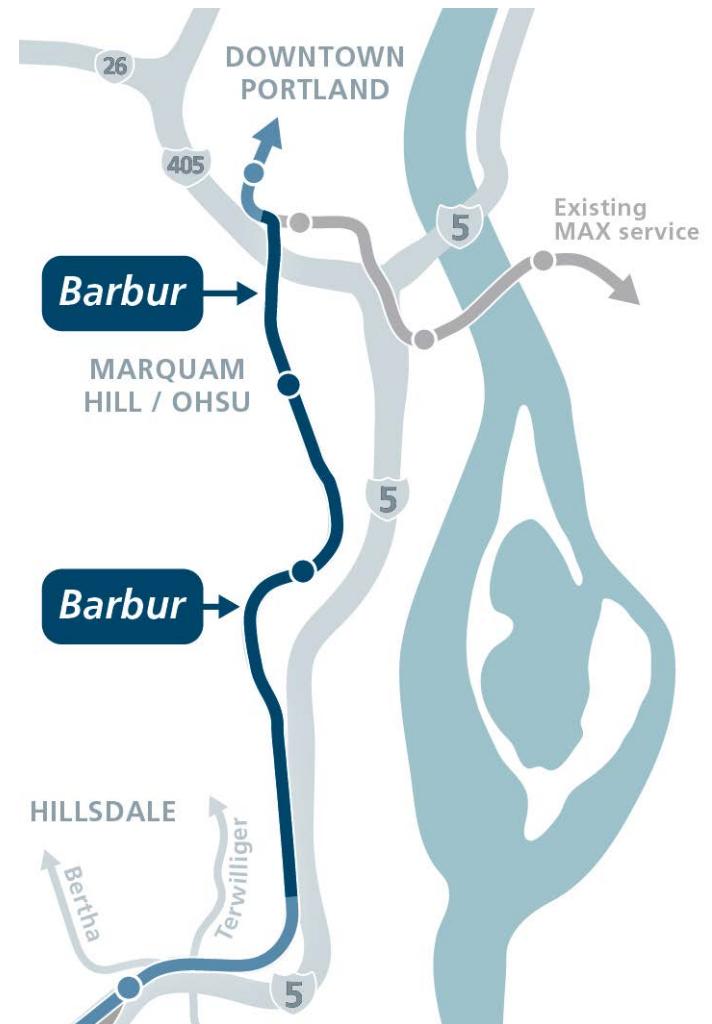 26
DOWNTOWN
PORTLAND
405
5
Existing
MAX service
Barbur
MARQUAM
HILL / OHSU
5
Barbur
HILLSDALE
Bertha
Terwilliger
5